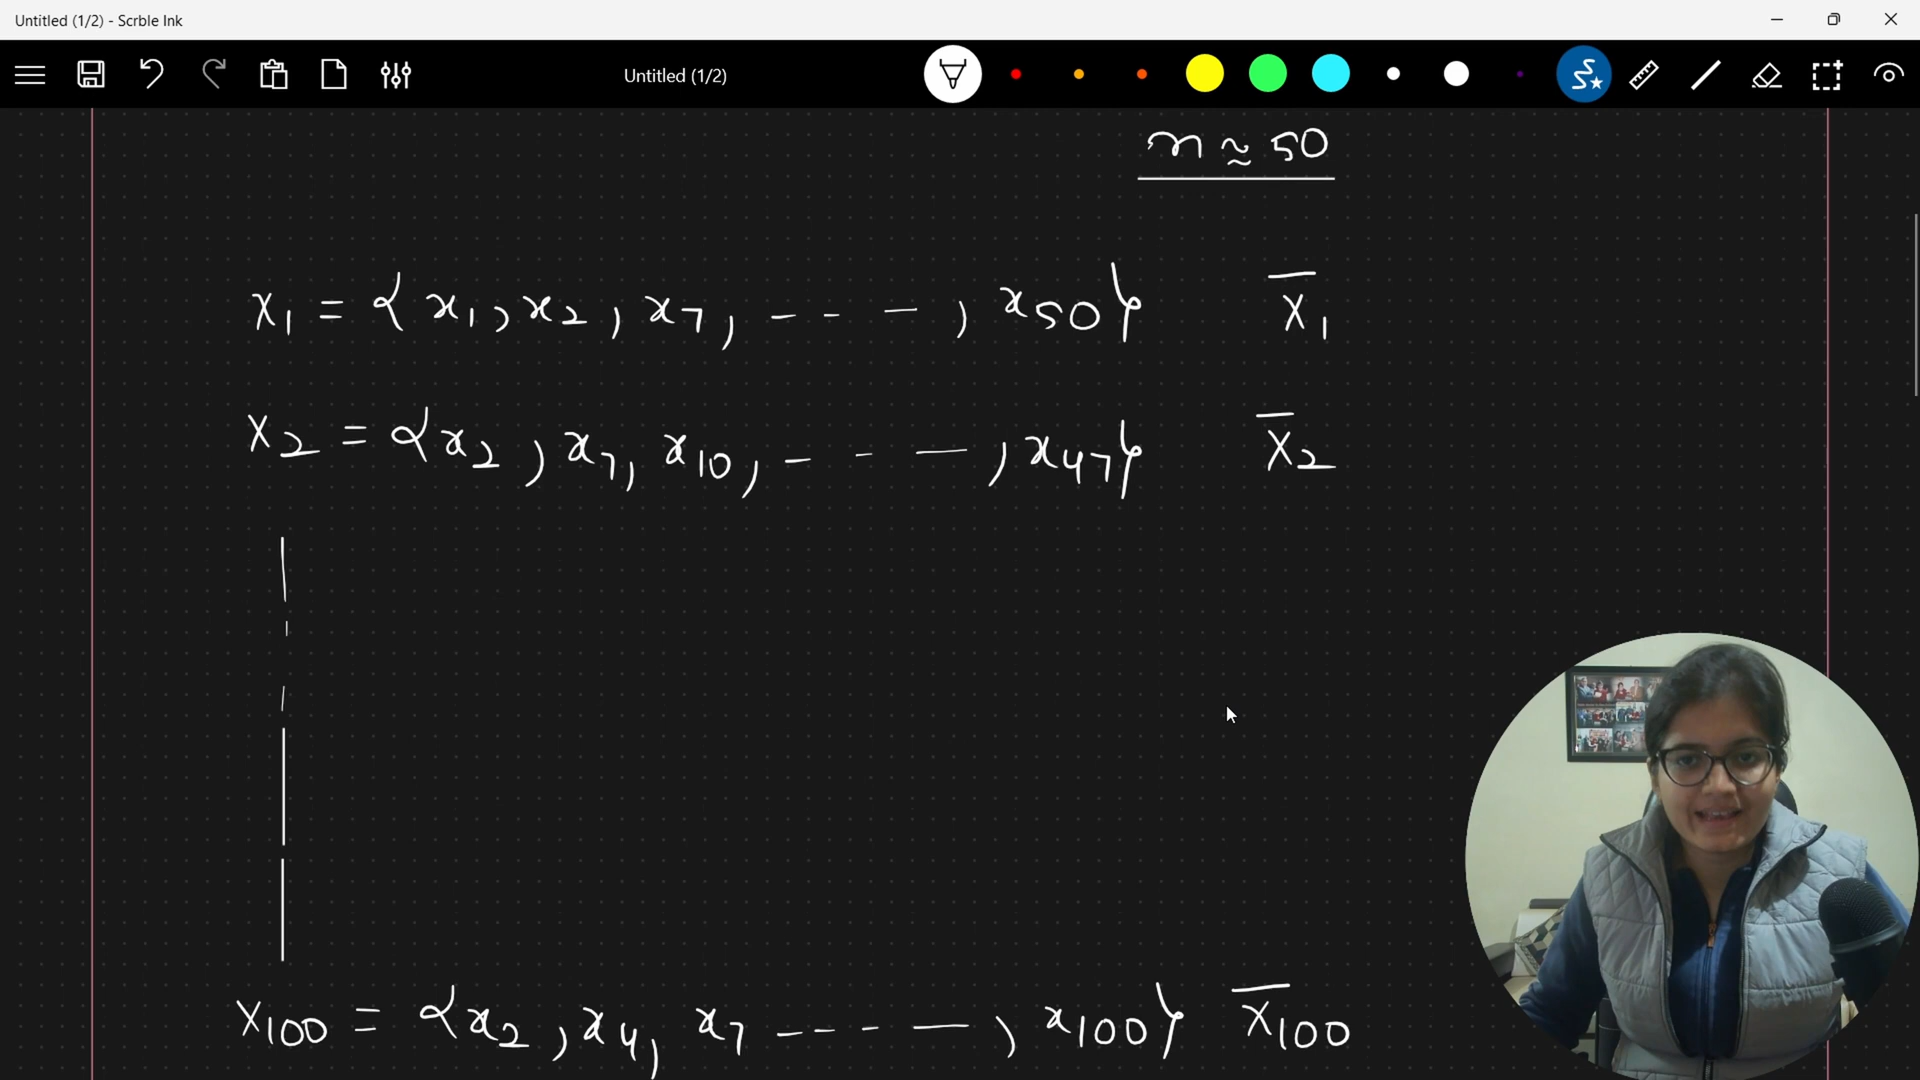 Untitled (1/2) - Scrble Ink
Untitled (1/2)
n ≈ 50
X₁ = { x₁, x₂, x₇, - - - , x₅₀} X̅₁
X₂ = {x₂, x₇, x₁₀, - - - , x₄₇} X̅₂
X₁₀₀ = {x₂, x₄, x₇ - - - - - , x₁₀₀} X̅₁₀₀